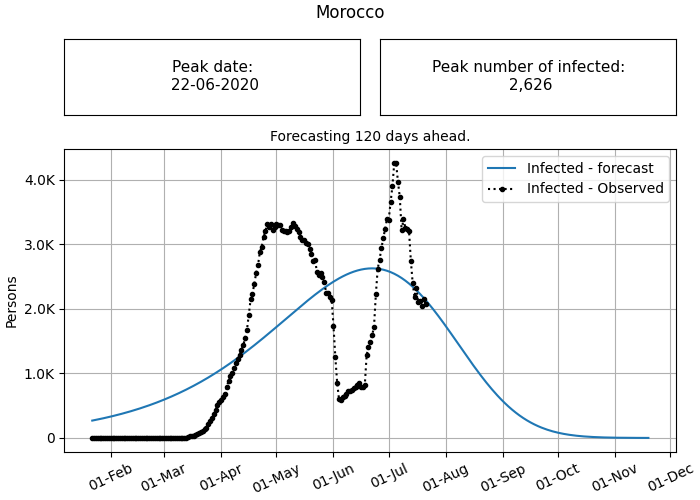 Morocco
Peak date:
22-06-2020
Peak number of infected:
2,626
Forecasting 120 days ahead.
Infected - forecast
Infected - Observed
Persons
4.0K
3.0K
2.0K
1.0K
0
01-Feb
01-Mar
01-Apr
01-May
01-Jun
01-Jul
01-Aug
01-Sep
01-Oct
01-Nov
01-Dec